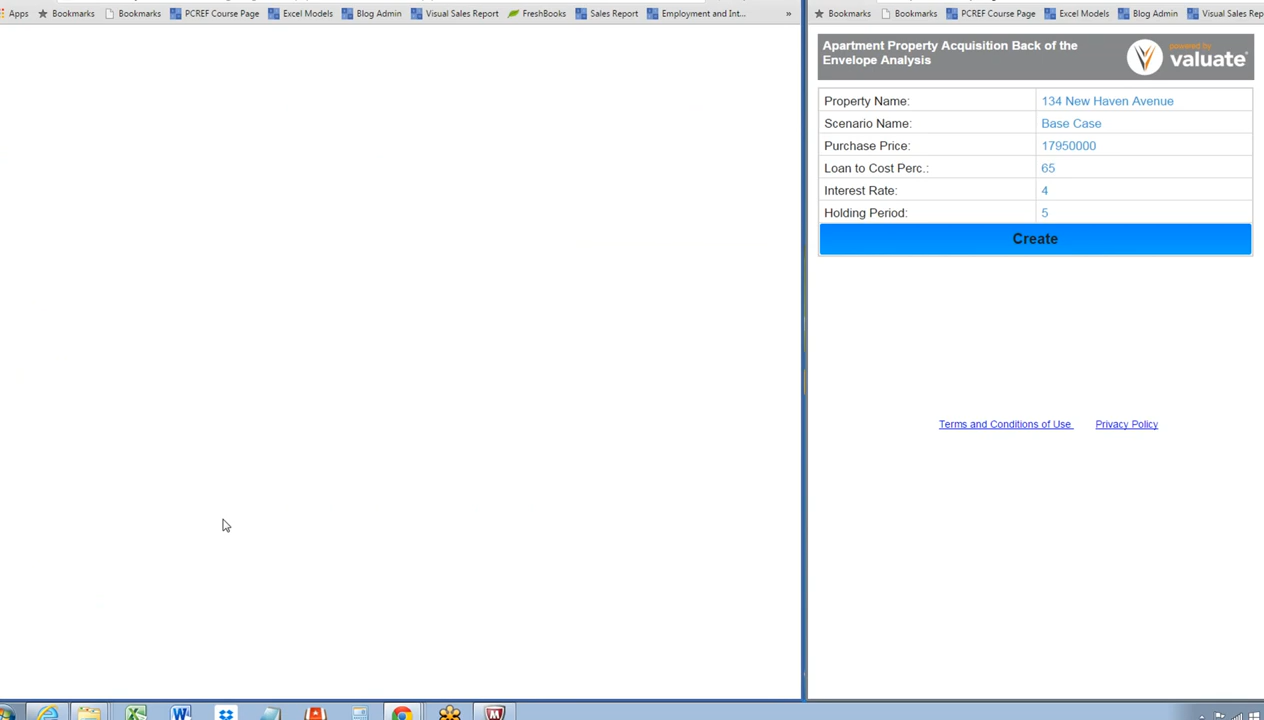 Apps Bookmarks Bookmarks PCREF Course Page Excel Models Blog Admin Visual Sales Report FreshBooks Sales Report Employment and Int... »
Bookmarks Bookmarks PCREF Course Page Excel Models Blog Admin Visual Sales Rep
Apartment Property Acquisition Back of the
Envelope Analysis
powered by
valuate
Property Name: 134 New Haven Avenue
Scenario Name: Base Case
Purchase Price: 17950000
Loan to Cost Perc.: 65
Interest Rate: 4
Holding Period: 5
Create
Terms and Conditions of Use Privacy Policy